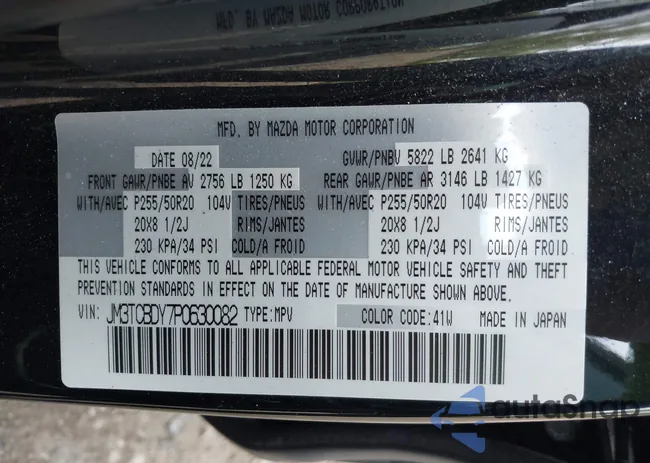 MFD. BY MAZDA MOTOR CORPORATION
MFD. BY MAZDA MOTOR CORPORATION
DATE 08/22 GVWR/PNBV 5822 LB 2641 KG
FRONT GAWR/PNBE AV 2756 LB 1250 KG REAR GAWR/PNBE AR 3146 LB 1427 KG
WITH/AVEC P255/50R20 104V TIRES/PNEUS WITH/AVEC P255/50R20 104V TIRES/PNEUS
20X8 1/2J RIMS/JANTES 20X8 1/2J RIMS/JANTES
230 KPA/34 PSI COLD/A FROID 230 KPA/34 PSI COLD/A FROID
THIS VEHICLE CONFORMS TO ALL APPLICABLE FEDERAL MOTOR VEHICLE SAFETY AND THEFT
PREVENTION STANDARDS IN EFFECT ON THE DATE OF MANUFACTURE SHOWN ABOVE.
VIN: JM3TCBDY7P0630082 TYPE:MPV COLOR CODE:41W MADE IN JAPAN
autoSnap